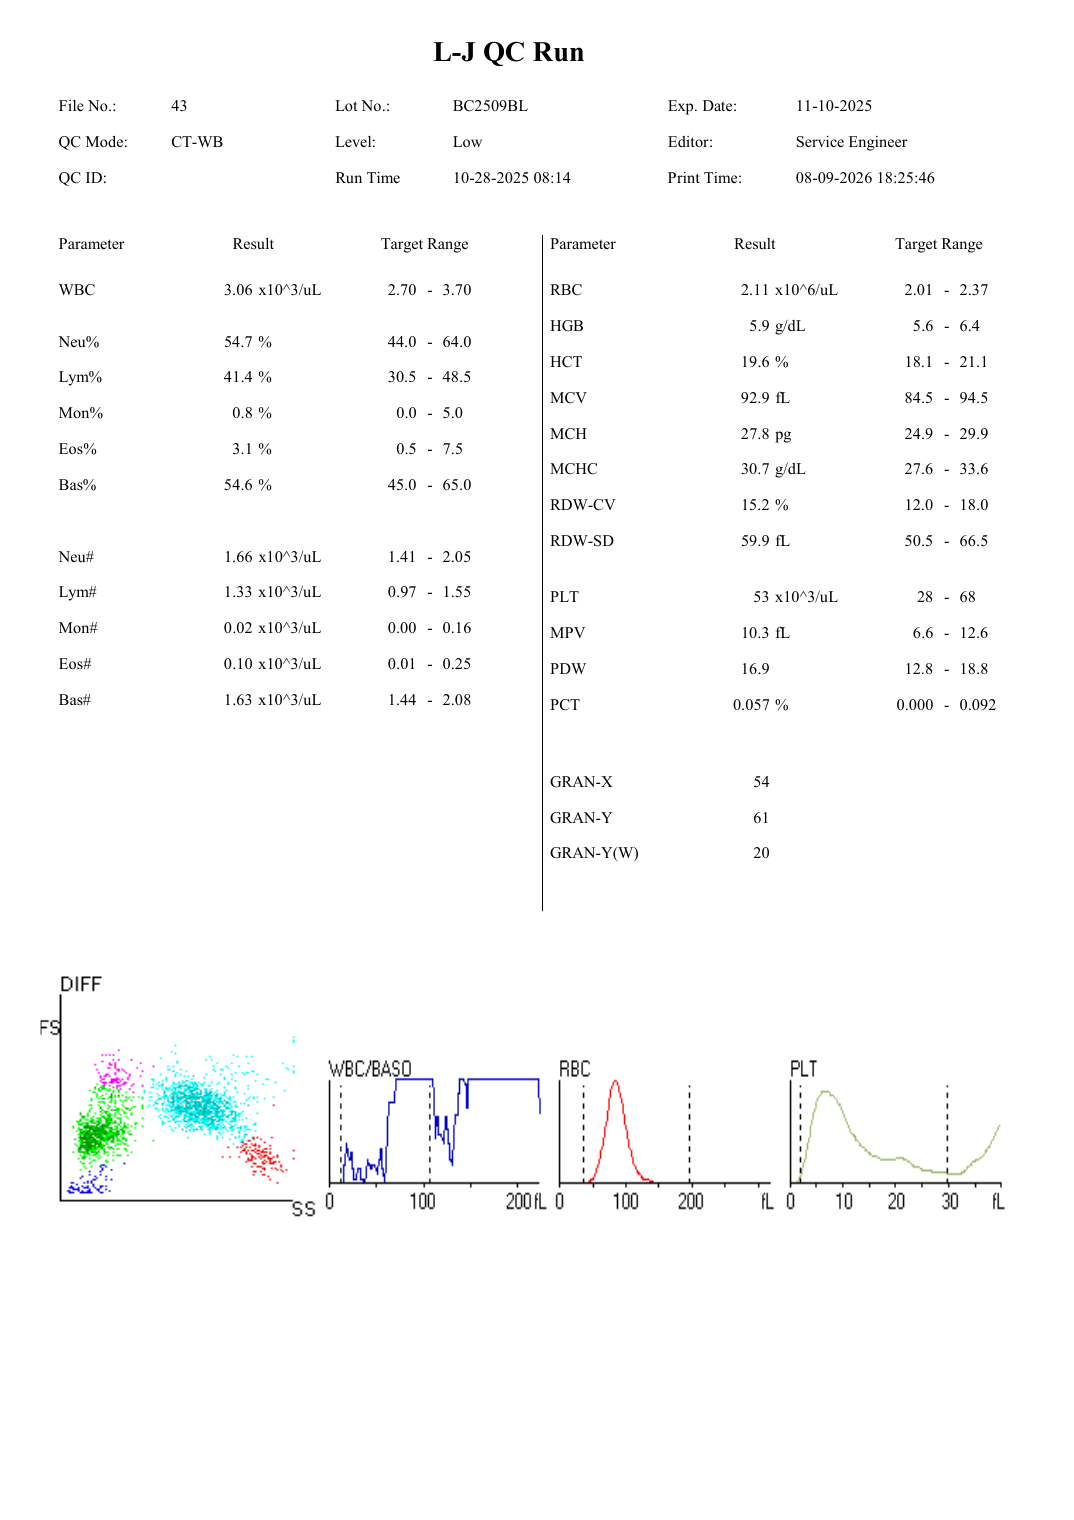 L-J QC Run
File No.: 43 Lot No.: BC2509BL Exp. Date: 11-10-2025
QC Mode: CT-WB Level: Low Editor: Service Engineer
QC ID: Run Time 10-28-2025 08:14 Print Time: 08-09-2026 18:25:46
Parameter Result Target Range
WBC 3.06 x10^3/uL 2.70 - 3.70
Neu% 54.7 % 44.0 - 64.0
Lym% 41.4 % 30.5 - 48.5
Mon% 0.8 % 0.0 - 5.0
Eos% 3.1 % 0.5 - 7.5
Bas% 54.6 % 45.0 - 65.0
Neu# 1.66 x10^3/uL 1.41 - 2.05
Lym# 1.33 x10^3/uL 0.97 - 1.55
Mon# 0.02 x10^3/uL 0.00 - 0.16
Eos# 0.10 x10^3/uL 0.01 - 0.25
Bas# 1.63 x10^3/uL 1.44 - 2.08
Parameter Result Target Range
RBC 2.11 x10^6/uL 2.01 - 2.37
HGB 5.9 g/dL 5.6 - 6.4
HCT 19.6 % 18.1 - 21.1
MCV 92.9 fL 84.5 - 94.5
MCH 27.8 pg 24.9 - 29.9
MCHC 30.7 g/dL 27.6 - 33.6
RDW-CV 15.2 % 12.0 - 18.0
RDW-SD 59.9 fL 50.5 - 66.5
PLT 53 x10^3/uL 28 - 68
MPV 10.3 fL 6.6 - 12.6
PDW 16.9 12.8 - 18.8
PCT 0.057 % 0.000 - 0.092
GRAN-X 54
GRAN-Y 61
GRAN-Y(W) 20
DIFF
FS
SS
WBC/BASO
0 100 200fL
RBC
0 100 200 fL
PLT
0 10 20 30 fL